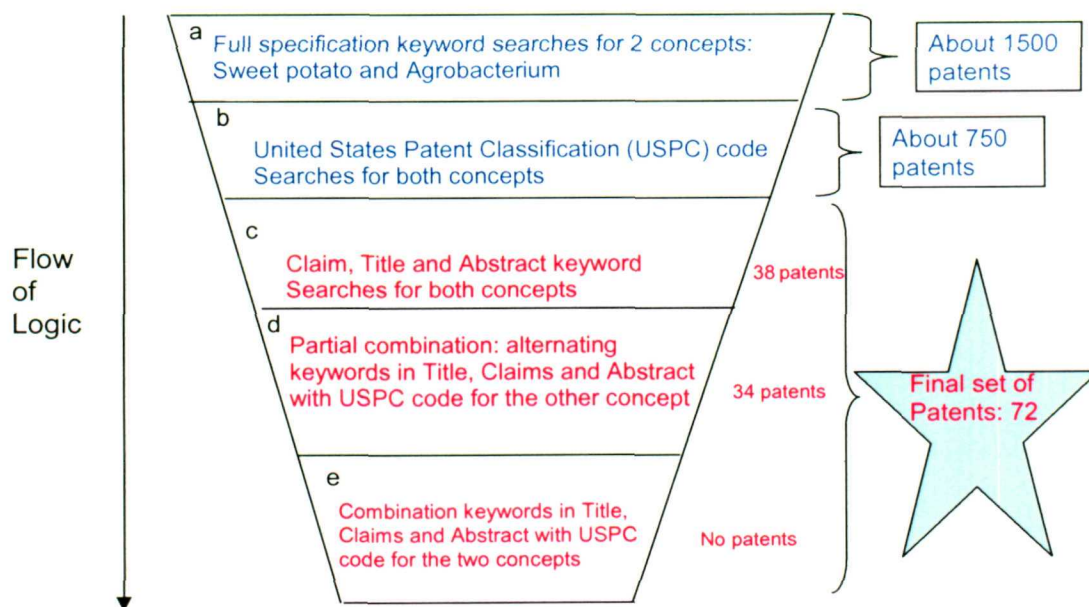 a
Full specification keyword searches for 2 concepts:
Sweet potato and Agrobacterium
About 1500
patents
b
United States Patent Classification (USPC) code
Searches for both concepts
About 750
patents
Flow
of
Logic
c
Claim, Title and Abstract keyword
Searches for both concepts
38 patents
d
Partial combination: alternating
keywords in Title, Claims and Abstract
with USPC code for the other concept
34 patents
Final set of
Patents: 72
e
Combination keywords in Title,
Claims and Abstract with USPC
code for the two concepts
No patents